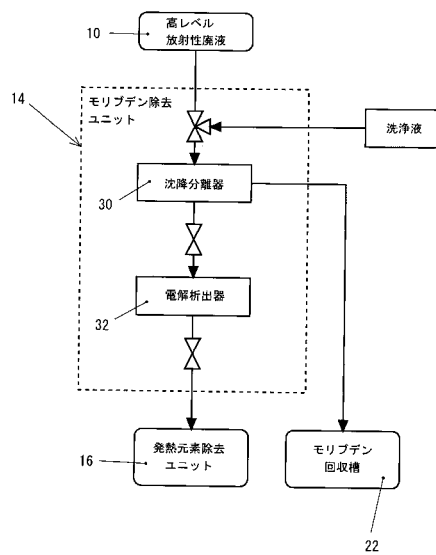 高レベル
放射性廃液
10
14
モリブデン除去
ユニット
洗浄液
沈降分離器
30
電解析出器
32
発熱元素除去
ユニット
16
モリブデン
回収槽
22